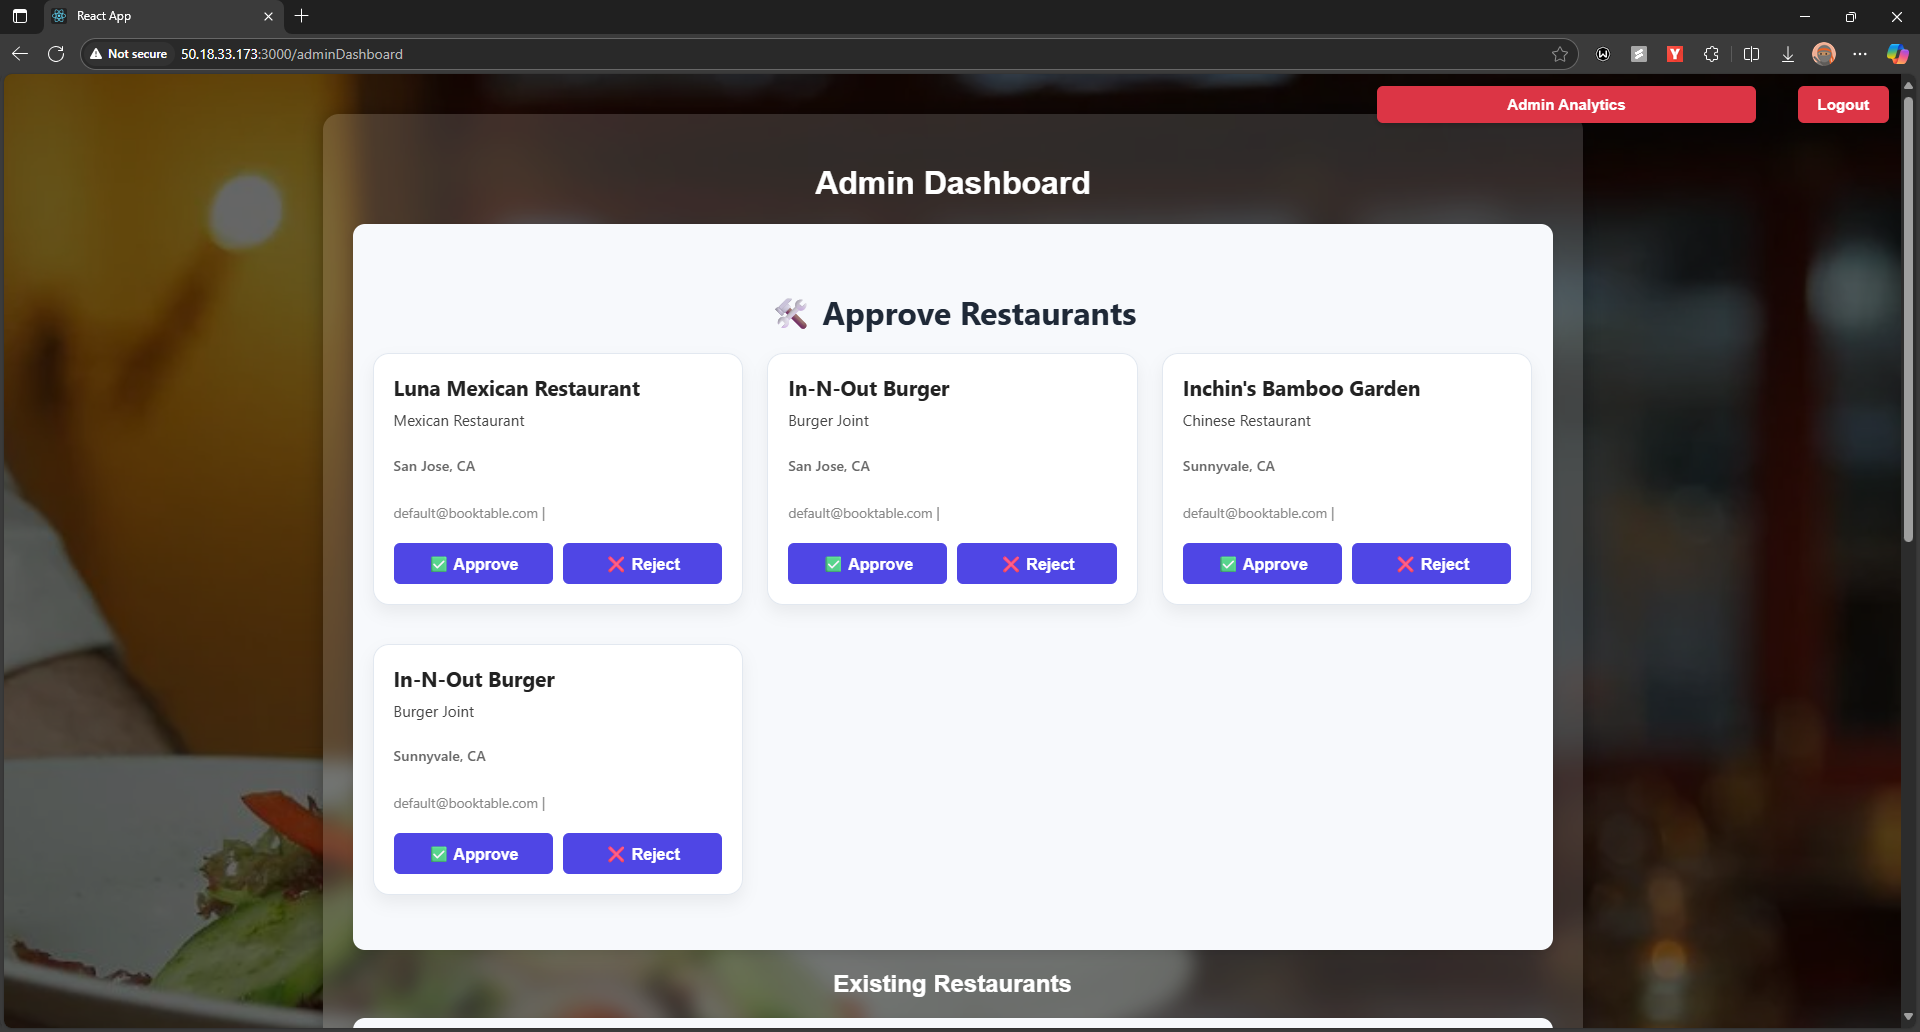 React App
Not secure
50.18.33.173:3000/adminDashboard
Admin Analytics
Logout
Admin Dashboard
🛠️ Approve Restaurants
Luna Mexican Restaurant
Mexican Restaurant
San Jose, CA
default@booktable.com |
✅ Approve
❌ Reject
In-N-Out Burger
Burger Joint
San Jose, CA
default@booktable.com |
✅ Approve
❌ Reject
Inchin's Bamboo Garden
Chinese Restaurant
Sunnyvale, CA
default@booktable.com |
✅ Approve
❌ Reject
In-N-Out Burger
Burger Joint
Sunnyvale, CA
default@booktable.com |
✅ Approve
❌ Reject
Existing Restaurants